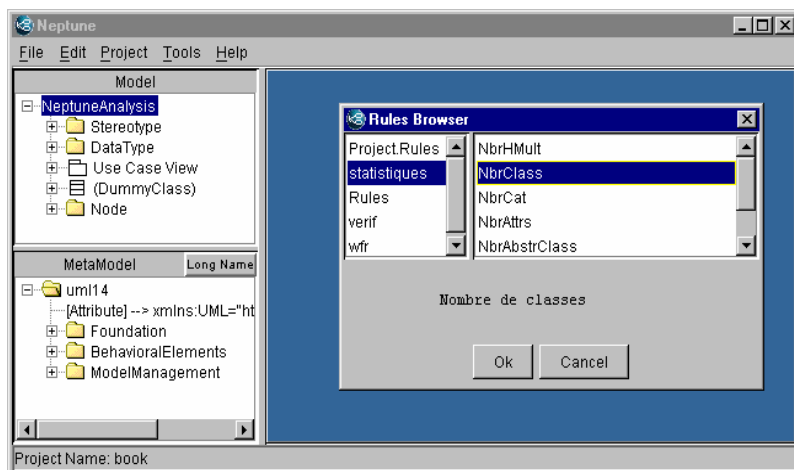 Neptune
File Edit Project Tools Help
Model
NeptuneAnalysis
Stereotype
DataType
Use Case View
(DummyClass)
Node
MetaModel Long Name
uml14
[Attribute] --> xmlns:UML="ht
Foundation
BehavioralElements
ModelManagement
Rules Browser
Project.Rules
statistiques
Rules
verif
wfr
NbrHMult
NbrClass
NbrCat
NbrAttrs
NbrAbstrClass
Nombre de classes
Ok Cancel
Project Name: book